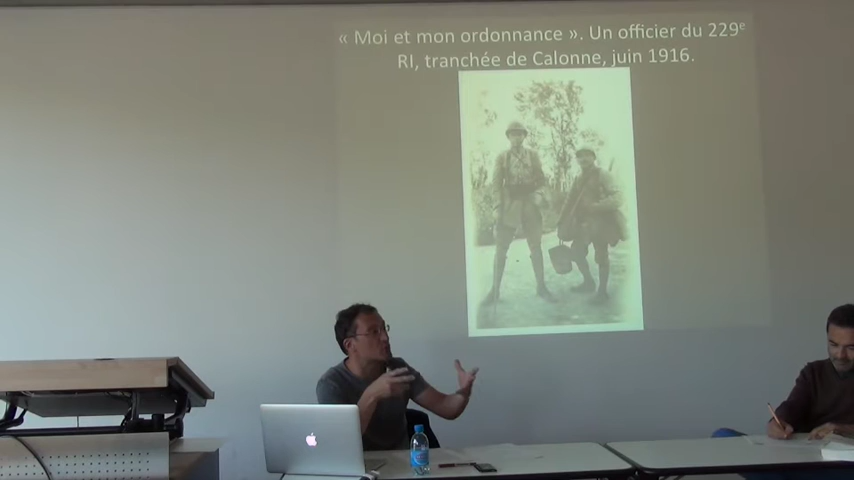 « Moi et mon ordonnance ». Un officier du 229ᵉ
RI, tranchée de Calonne, juin 1916.